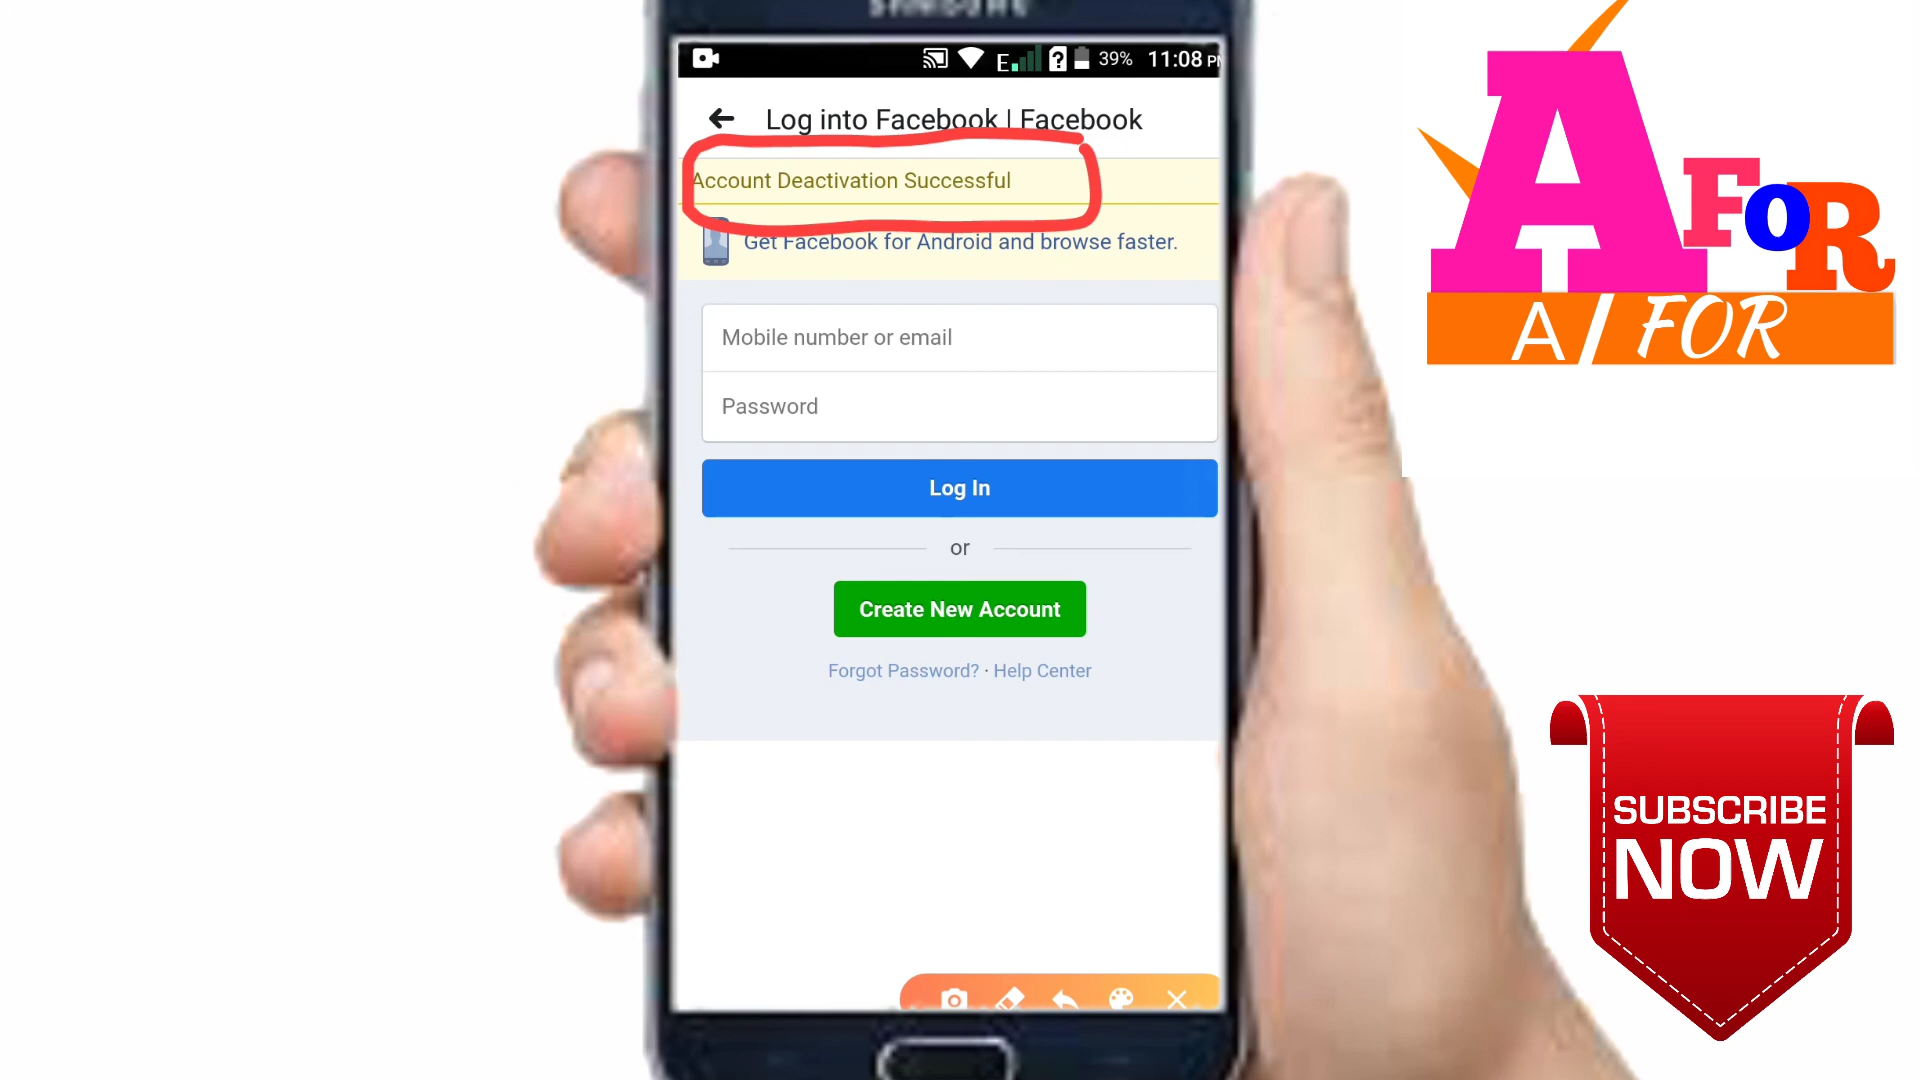 SAMSUNG
E
39% 11:08
Log into Facebook | Facebook
Account Deactivation Successful
Get Facebook for Android and browse faster.
Mobile number or email
Password
Log In
or
Create New Account
Forgot Password? · Help Center
A FOR
A/FOR
SUBSCRIBE
NOW